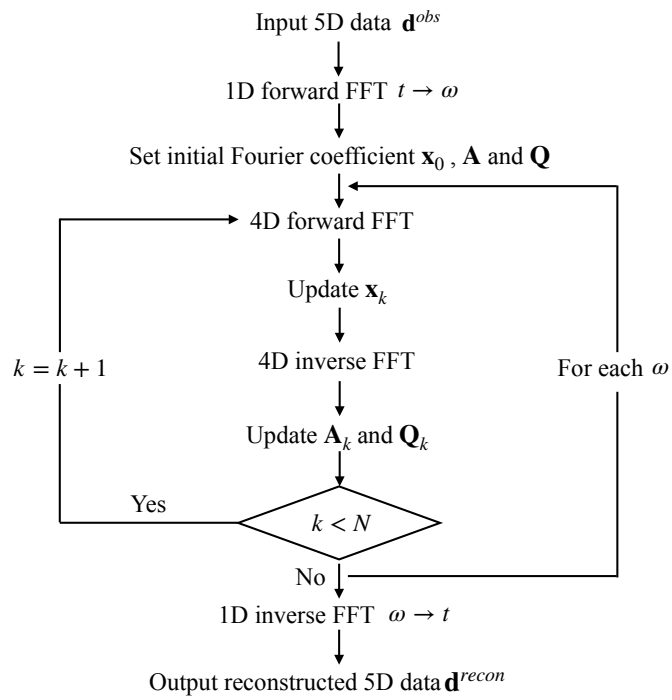 Input 5D data d^{obs}
1D forward FFT t → ω
Set initial Fourier coefficient x_0 , A and Q
4D forward FFT
Update x_k
4D inverse FFT
k = k + 1
For each ω
Update A_k and Q_k
Yes
k < N
No
1D inverse FFT ω → t
Output reconstructed 5D data d^{recon}